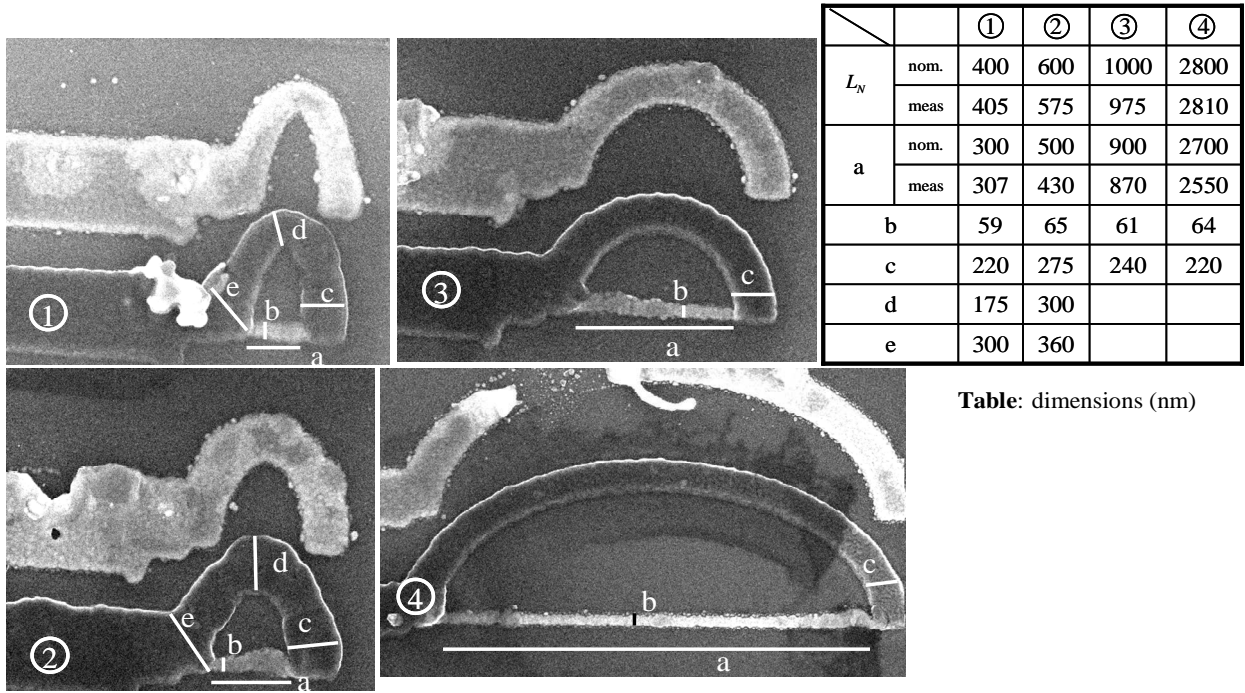 ① ② ③ ④
L_N nom. 400 600 1000 2800
meas 405 575 975 2810
a nom. 300 500 900 2700
meas 307 430 870 2550
b 59 65 61 64
c 220 275 240 220
d 175 300
e 300 360
Table: dimensions (nm)
d
e
c
b
①
a
③
b
c
a
d
e
c
b
②
a
c
④
b
a